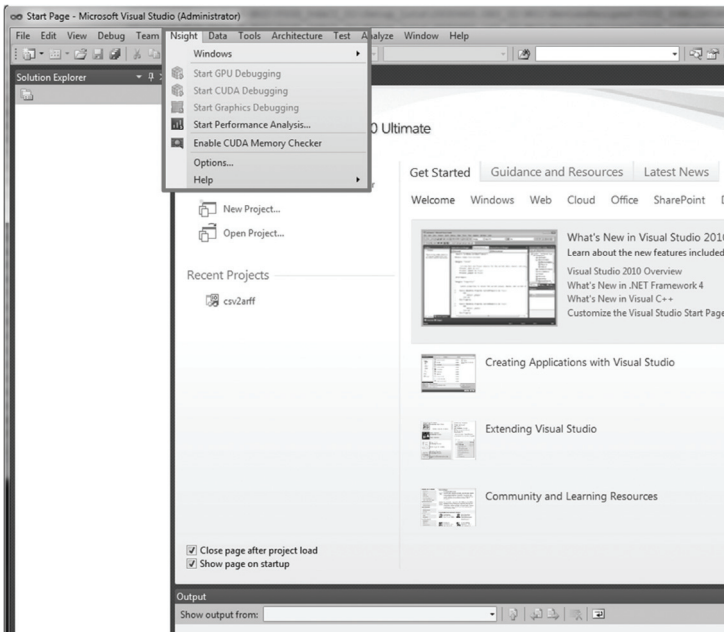 Start Page - Microsoft Visual Studio (Administrator)
File Edit View Debug Team Nsight Data Tools Architecture Test Analyze Window Help
Solution Explorer
Windows
Start GPU Debugging
Start CUDA Debugging
Start Graphics Debugging
Start Performance Analysis...
Enable CUDA Memory Checker
Options...
Help
0 Ultimate
New Project...
Open Project...
Recent Projects
csv2arff
Get Started Guidance and Resources Latest News
Welcome Windows Web Cloud Office SharePoint
What's New in Visual Studio 2010
Learn about the new features included
Visual Studio 2010 Overview
What's New in .NET Framework 4
What's New in Visual C++
Customize the Visual Studio Start Page
Creating Applications with Visual Studio
Extending Visual Studio
Community and Learning Resources
Close page after project load
Show page on startup
Output
Show output from: